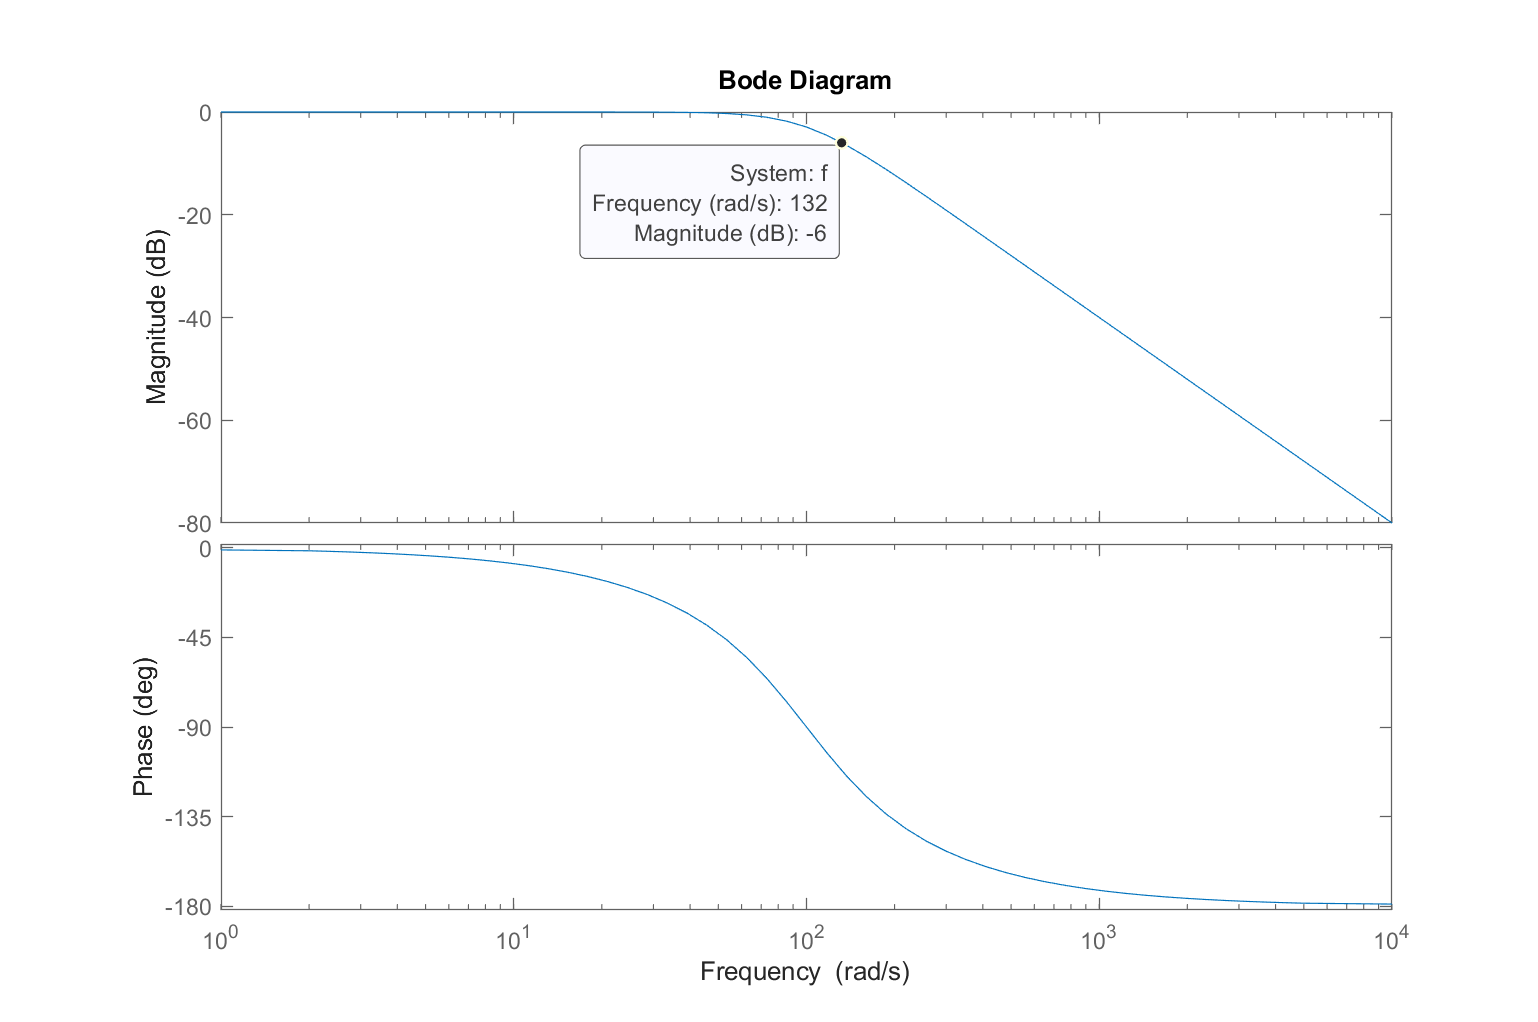 Bode Diagram
0
-20
-40
-60
-80
Magnitude (dB)
System: f
Frequency (rad/s): 132
Magnitude (dB): -6
0
-45
-90
-135
-180
Phase (deg)
10^0 10^1 10^2 10^3 10^4
Frequency (rad/s)